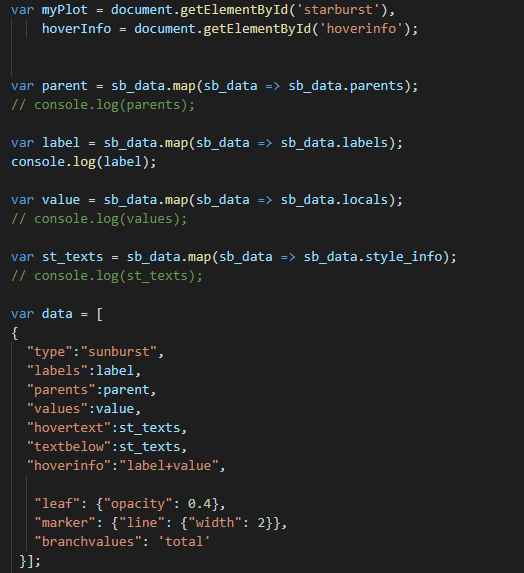 var myPlot = document.getElementById('starburst'),
    hoverInfo = document.getElementById('hoverinfo');
var parent = sb_data.map(sb_data => sb_data.parents);
// console.log(parents);
var label = sb_data.map(sb_data => sb_data.labels);
console.log(label);
var value = sb_data.map(sb_data => sb_data.locals);
// console.log(values);
var st_texts = sb_data.map(sb_data => sb_data.style_info);
// console.log(st_texts);
var data = [
{
  "type":"sunburst",
  "labels":label,
  "parents":parent,
  "values":value,
  "hovertext":st_texts,
  "textbelow":st_texts,
  "hoverinfo":"label+value",
   "leaf": {"opacity": 0.4},
   "marker": {"line": {"width": 2}},
   "branchvalues": 'total'
 }];